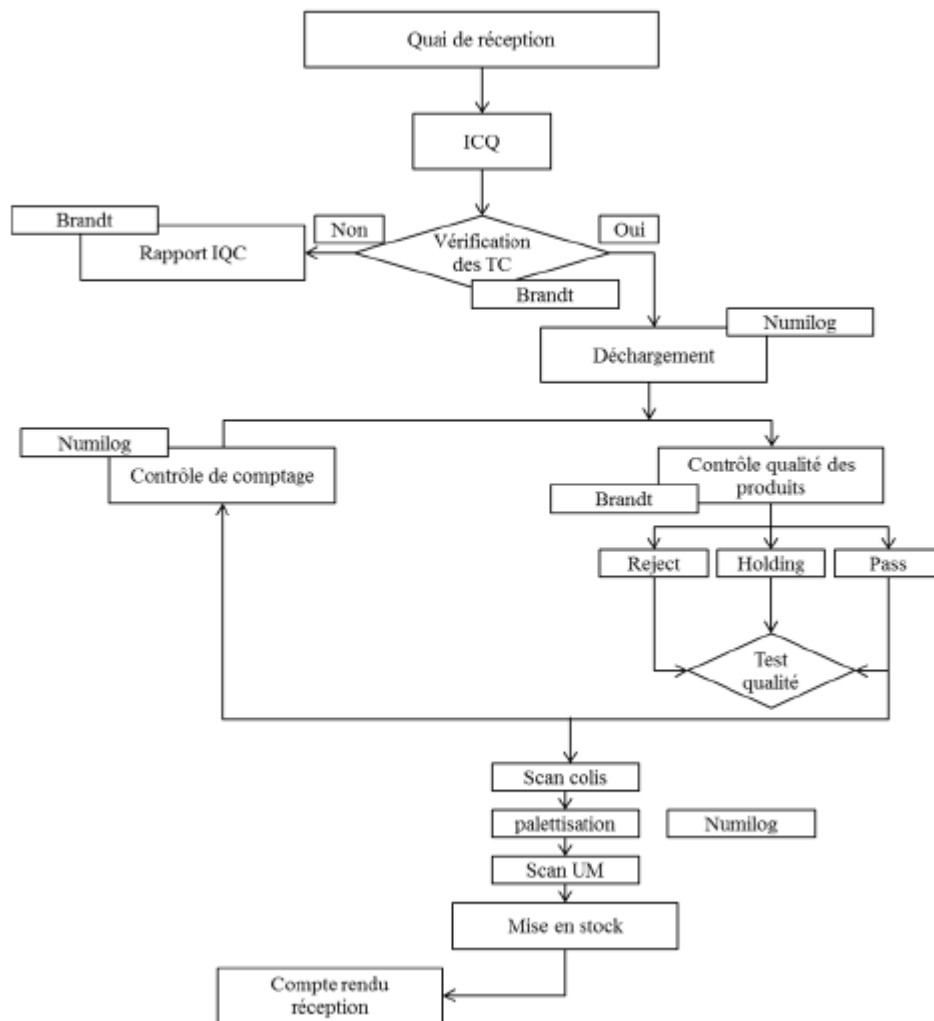 Quai de réception
ICQ
Brandt
Non
Oui
Rapport IQC
Vérification
des TC
Brandt
Numilog
Déchargement
Numilog
Contrôle de comptage
Contrôle qualité des
produits
Brandt
Reject
Holding
Pass
Test
qualité
Scan colis
palettisation
Numilog
Scan UM
Mise en stock
Compte rendu
réception